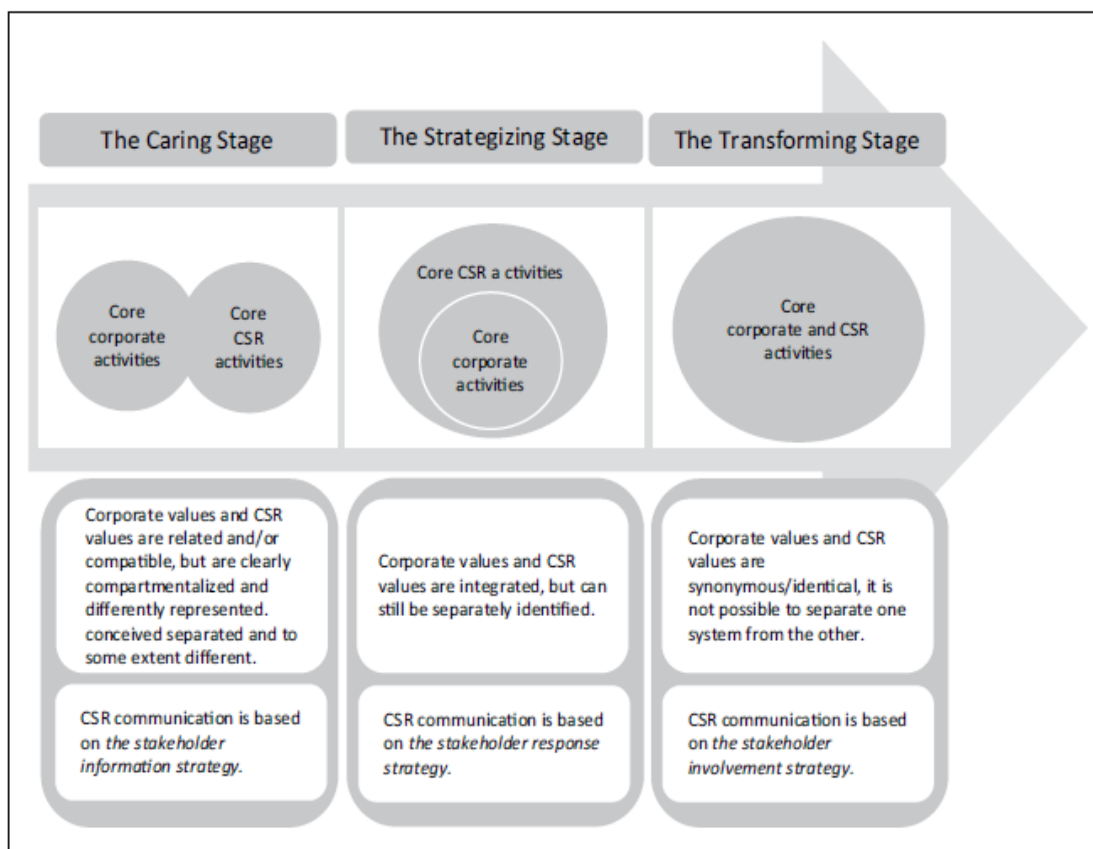 The Caring Stage
The Strategizing Stage
The Transforming Stage
Core
corporate
activities
Core
CSR
activities
Core CSR a ctivities
Core
corporate
activities
Core
corporate and CSR
activities
Corporate values and CSR
values are related and/or
compatible, but are clearly
compartmentalized and
differently represented.
conceived separated and to
some extent different.
Corporate values and CSR
values are integrated, but can
still be separately identified.
Corporate values and CSR
values are
synonymous/identical, it is
not possible to separate one
system from the other.
CSR communication is based
on the stakeholder
information strategy.
CSR communication is based
on the stakeholder response
strategy.
CSR communication is based
on the stakeholder
involvement strategy.